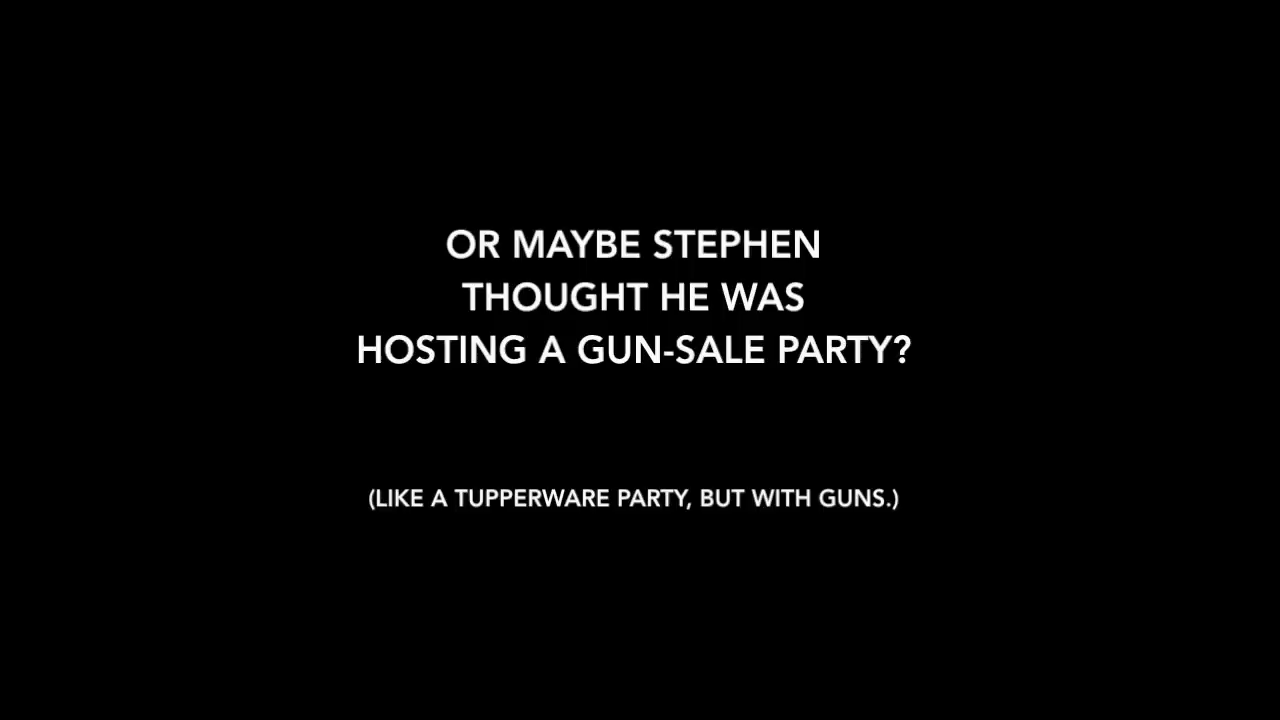 OR MAYBE STEPHEN
THOUGHT HE WAS
HOSTING A GUN-SALE PARTY?
(LIKE A TUPPERWARE PARTY, BUT WITH GUNS.)